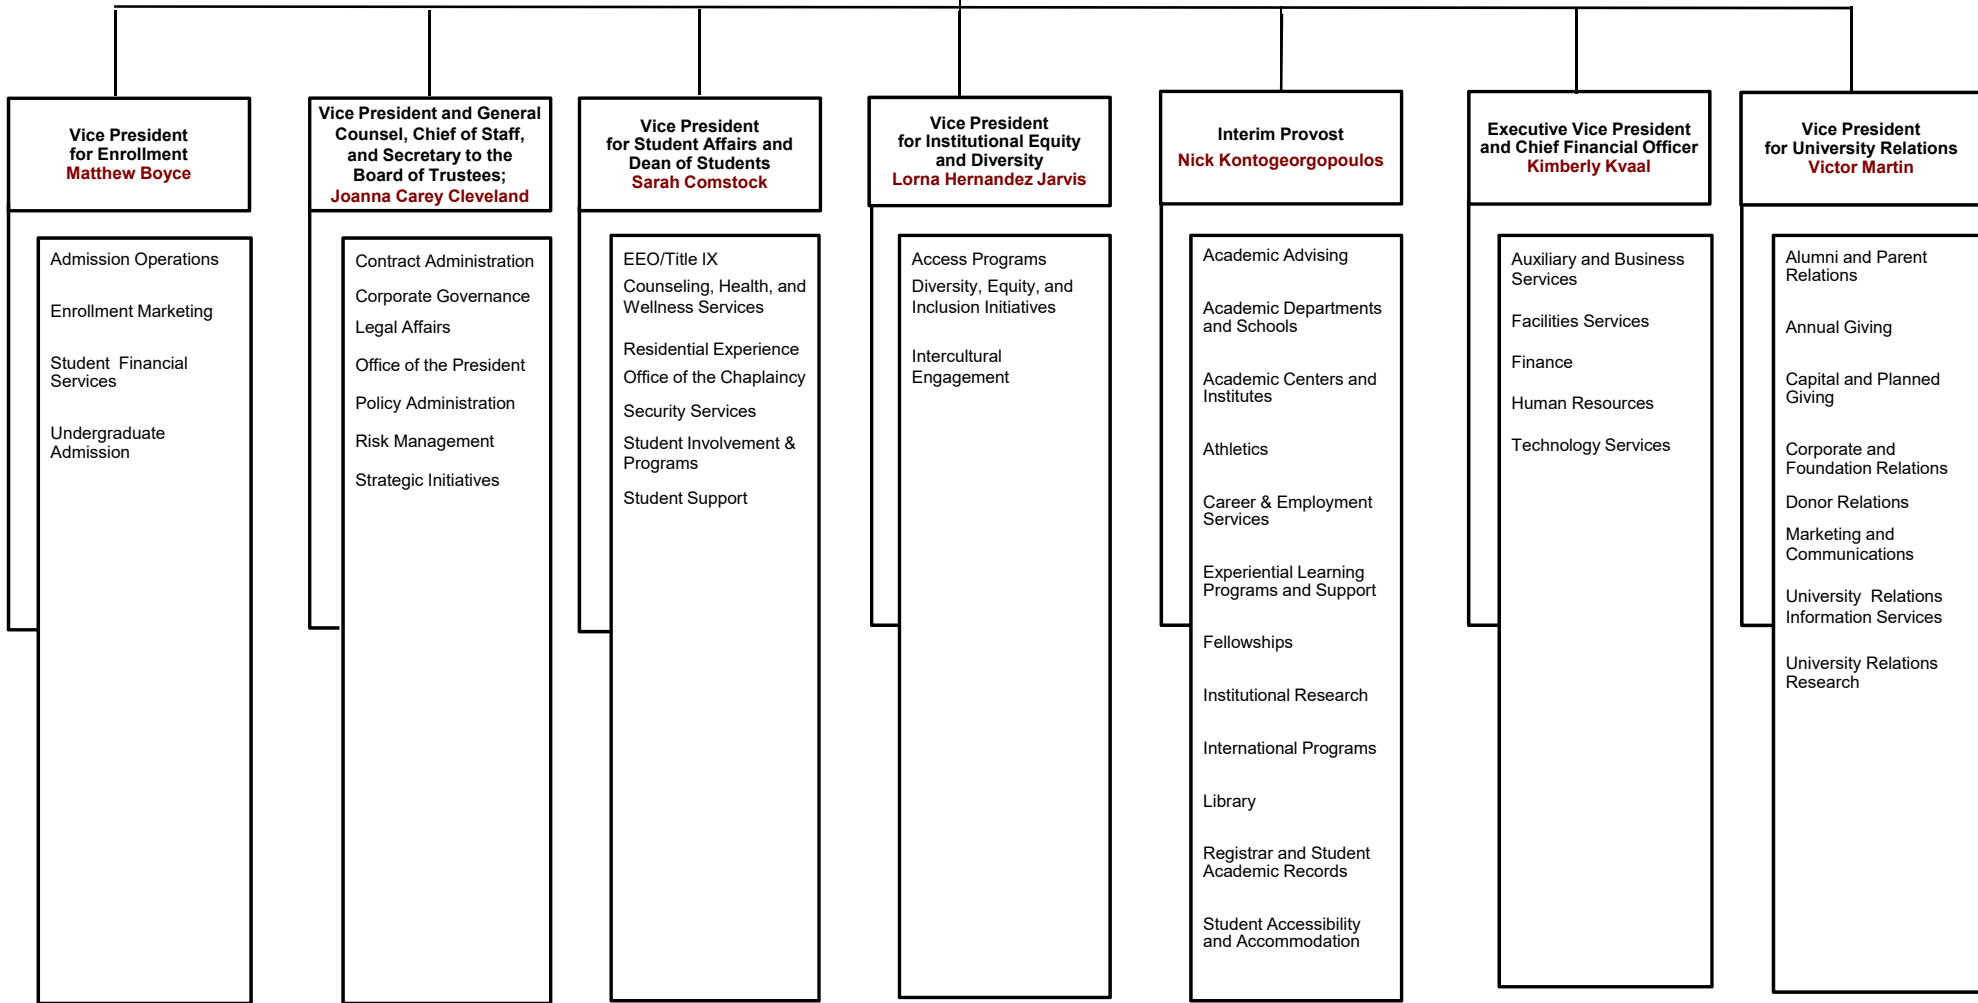 Vice President
for Enrollment
Matthew Boyce
Vice President and General
Counsel, Chief of Staff,
and Secretary to the
Board of Trustees;
Joanna Carey Cleveland
Vice President
for Student Affairs and
Dean of Students
Sarah Comstock
Vice President
for Institutional Equity
and Diversity
Lorna Hernandez Jarvis
Interim Provost
Nick Kontogeorgopoulos
Executive Vice President
and Chief Financial Officer
Kimberly Kvaal
Vice President
for University Relations
Victor Martin
Admission Operations
Enrollment Marketing
Student Financial
Services
Undergraduate
Admission
Contract Administration
Corporate Governance
Legal Affairs
Office of the President
Policy Administration
Risk Management
Strategic Initiatives
EEO/Title IX
Counseling, Health, and
Wellness Services
Residential Experience
Office of the Chaplaincy
Security Services
Student Involvement &
Programs
Student Support
Access Programs
Diversity, Equity, and
Inclusion Initiatives
Intercultural
Engagement
Academic Advising
Academic Departments
and Schools
Academic Centers and
Institutes
Athletics
Career & Employment
Services
Experiential Learning
Programs and Support
Fellowships
Institutional Research
International Programs
Library
Registrar and Student
Academic Records
Student Accessibility
and Accommodation
Auxiliary and Business
Services
Facilities Services
Finance
Human Resources
Technology Services
Alumni and Parent
Relations
Annual Giving
Capital and Planned
Giving
Corporate and
Foundation Relations
Donor Relations
Marketing and
Communications
University Relations
Information Services
University Relations
Research